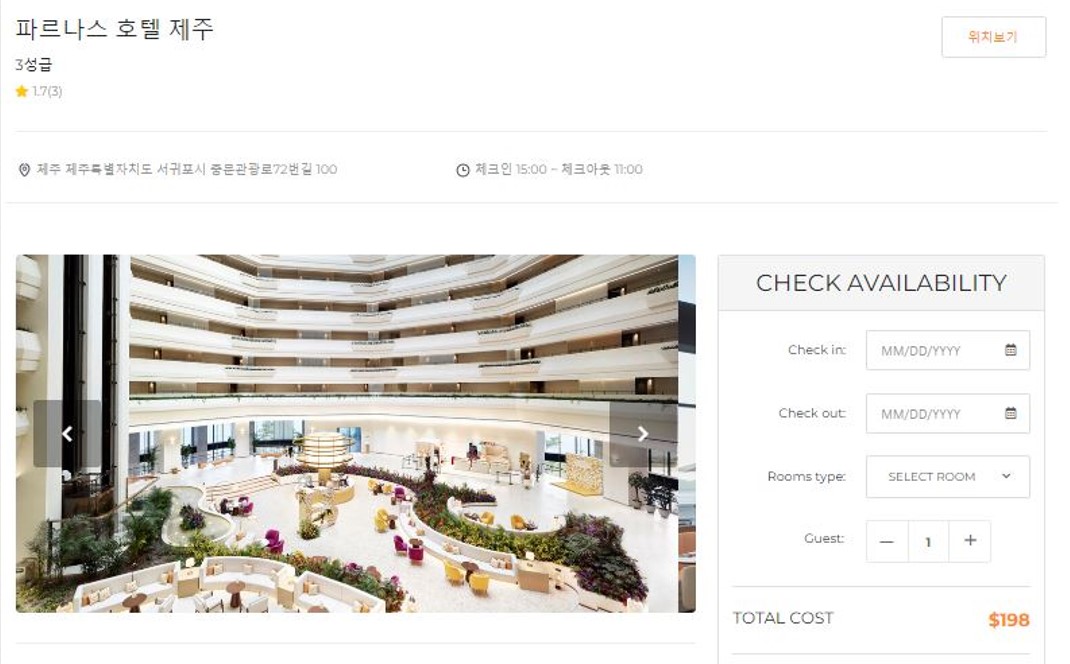 파르나스 호텔 제주
위치보기
3성급
1.7(3)
제주 제주특별자치도 서귀포시 중문관광로72번길 100
체크인 15:00 ~ 체크아웃 11:00
CHECK AVAILABILITY
Check in:
MM/DD/YYYY
Check out:
MM/DD/YYYY
Rooms type:
SELECT ROOM
Guest:
— 1 +
TOTAL COST
$198